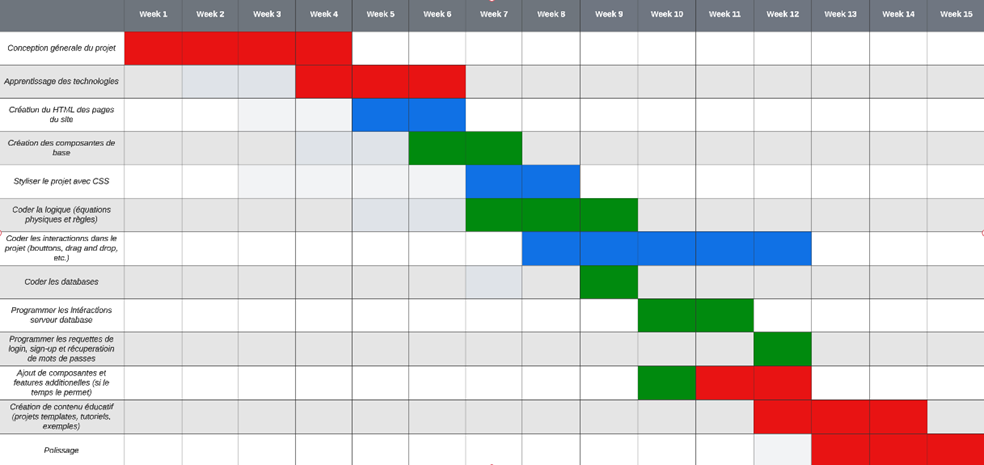 Week 1 Week 2 Week 3 Week 4 Week 5 Week 6 Week 7 Week 8 Week 9 Week 10 Week 11 Week 12 Week 13 Week 14 Week 15
Conception génerale du projet
Apprentissage des technologies
Création du HTML des pages
du site
Création des composantes de
base
Styliser le projet avec CSS
Coder la logique (équations
physiques et règles)
Coder les interactionns dans le
projet (bouttons, drag and drop,
etc.)
Coder les databases
Programmer les Intéractions
serveur database
Programmer les requettes de
login, sign-up et récuperatioin
de mots de passes
Ajout de composantes et
features additionelles (si le
temps le permet)
Création de contenu éducatif
(projets templates, tutoriels,
exemples)
Polissage